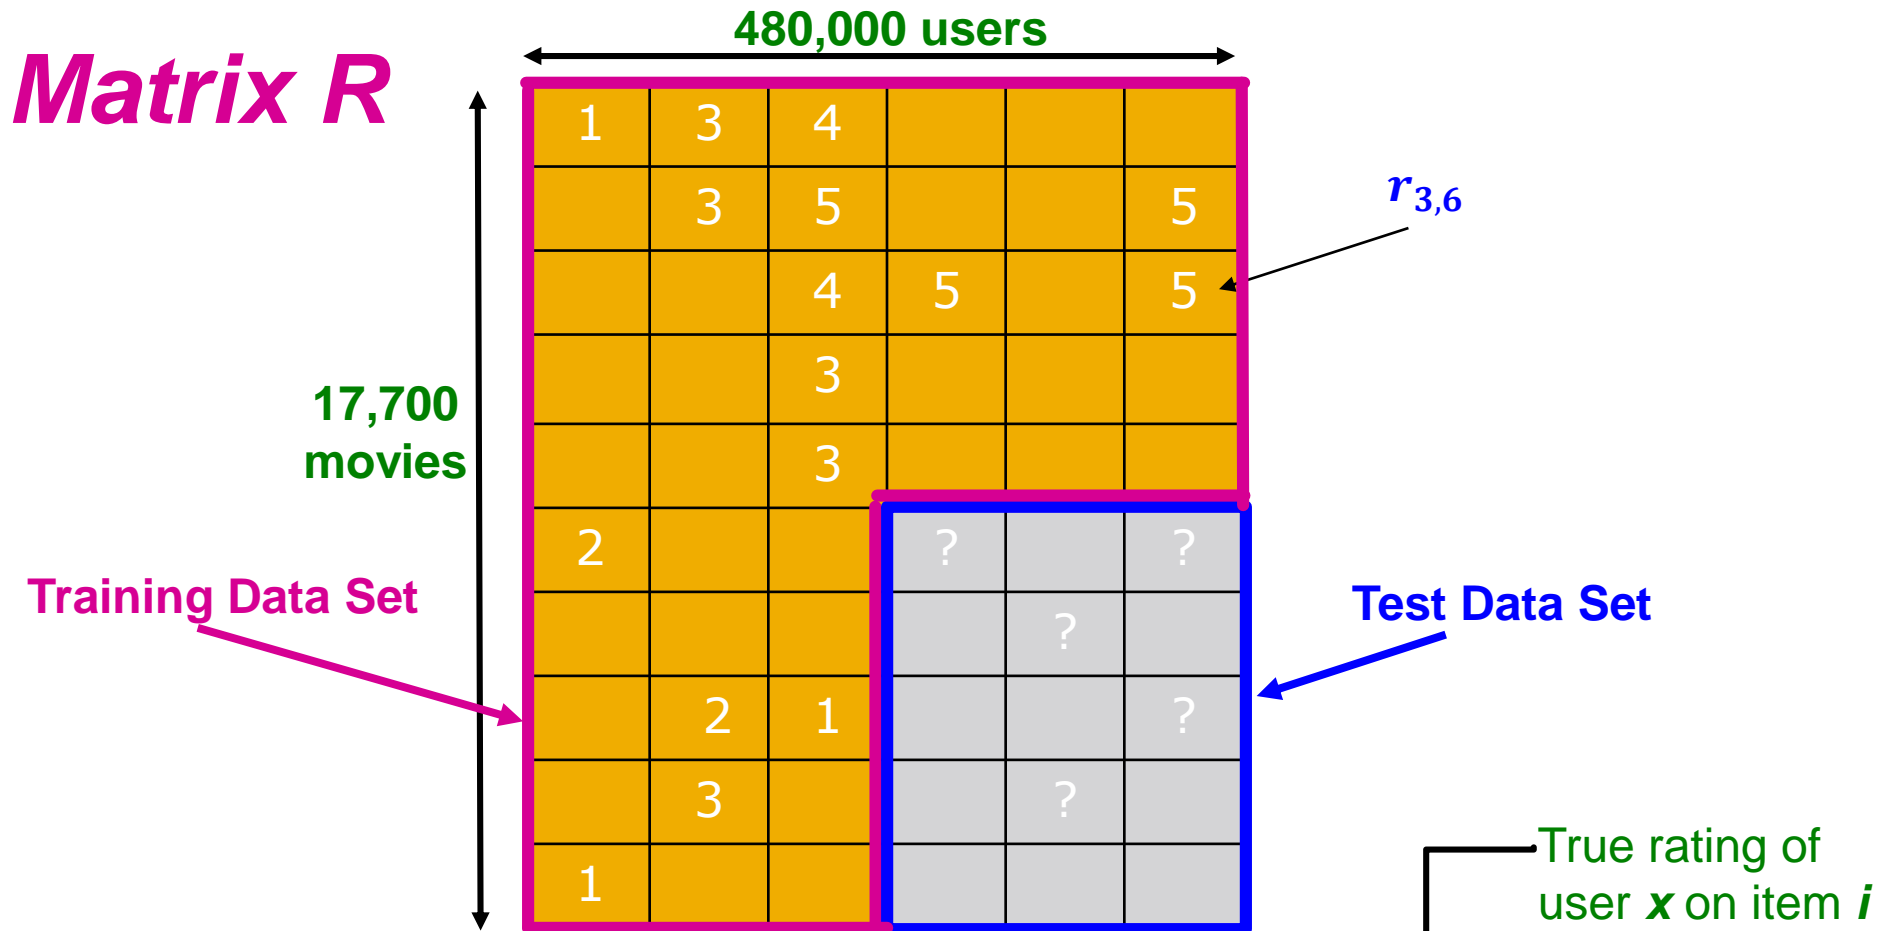 480,000 users
Matrix R
1 3 4
3 5 5
r3,6
4 5 5
3
17,700
movies
3
2 ? ?
Training Data Set
?
Test Data Set
2 1 ?
3 ?
True rating of
1
user x on item i